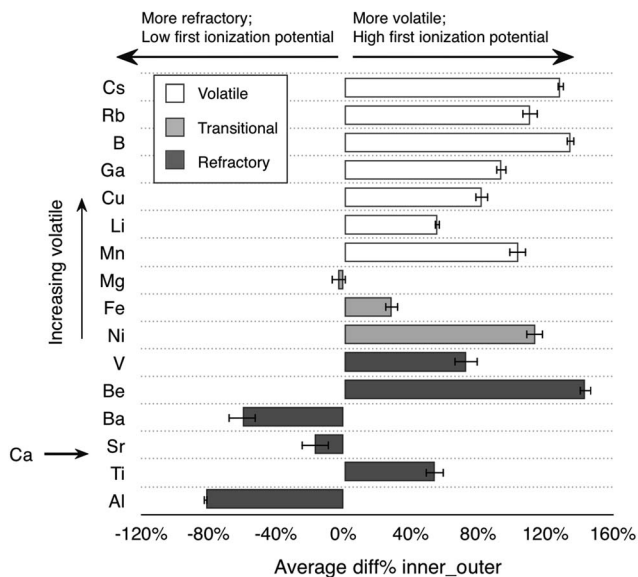 More refractory;
Low first ionization potential
More volatile;
High first ionization potential
Volatile
Transitional
Refractory
Increasing volatile
Cs
Rb
B
Ga
Cu
Li
Mn
Mg
Fe
Ni
V
Be
Ba
Sr
Ca
Ti
Al
-120% -80% -40% 0% 40% 80% 120% 160%
Average diff% inner_outer